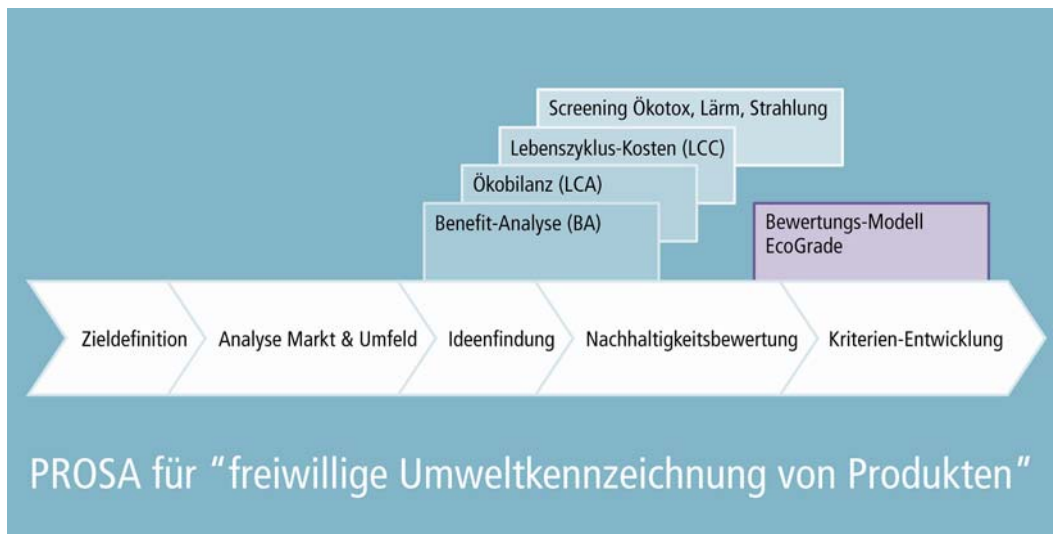 Screening Ökotox, Lärm, Strahlung
Lebenszyklus-Kosten (LCC)
Ökobilanz (LCA)
Benefit-Analyse (BA)
Bewertungs-Modell
EcoGrade
Zieldefinition
Analyse Markt & Umfeld
Ideenfindung
Nachhaltigkeitsbewertung
Kriterien-Entwicklung
PROSA für "freiwillige Umweltkennzeichnung von Produkten"